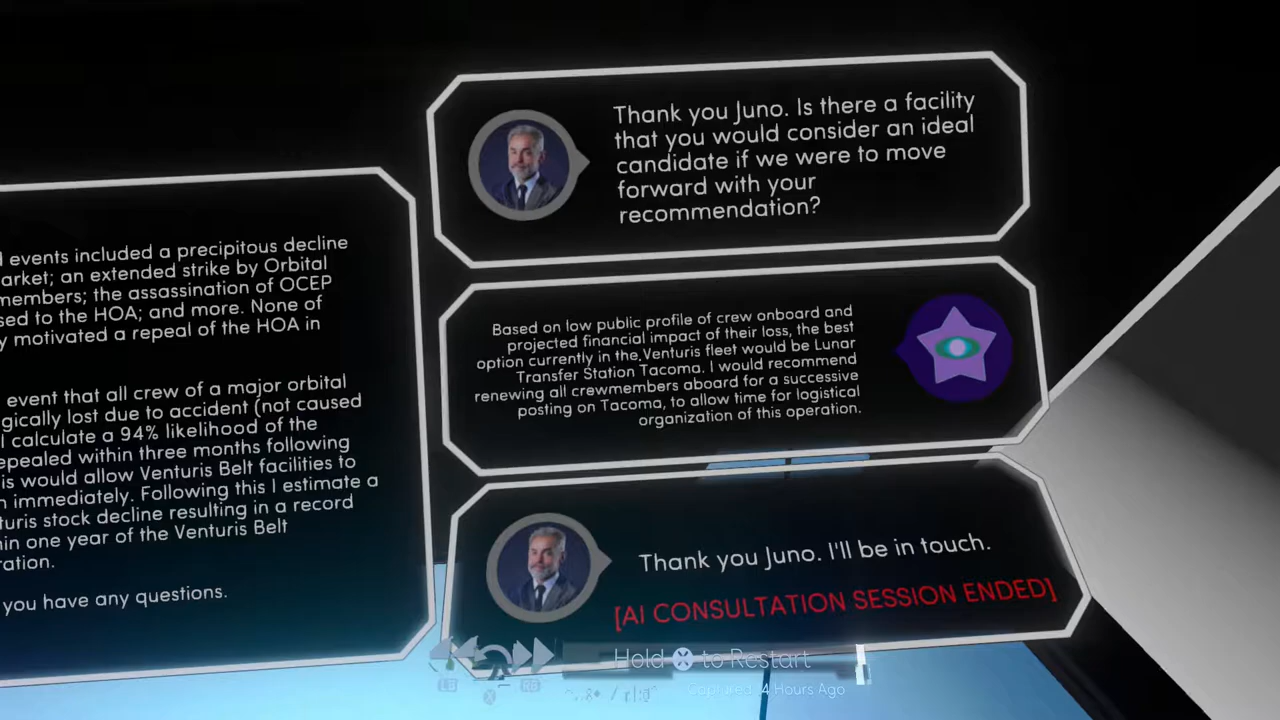 l events included a precipitous decline
arket; an extended strike by Orbital
members; the assassination of OCEP
sed to the HOA; and more. None of
y motivated a repeal of the HOA in
event that all crew of a major orbital
gically lost due to accident (not caused
I calculate a 94% likelihood of the
epealed within three months following
is would allow Venturis Belt facilities to
n immediately. Following this I estimate a
turis stock decline resulting in a record
hin one year of the Venturis Belt
ration.
you have any questions.
Thank you Juno. Is there a facility
that you would consider an ideal
candidate if we were to move
forward with your
recommendation?
Based on low public profile of crew onboard and
projected financial impact of their loss, the best
option currently in the Venturis fleet would be Lunar
Transfer Station Tacoma. I would recommend
renewing all crewmembers aboard for a successive
posting on Tacoma, to allow time for logistical
organization of this operation.
Thank you Juno. I'll be in touch.
[AI CONSULTATION SESSION ENDED]
LB
X
RB
Hold X to Restart
Captured: 4 Hours Ago